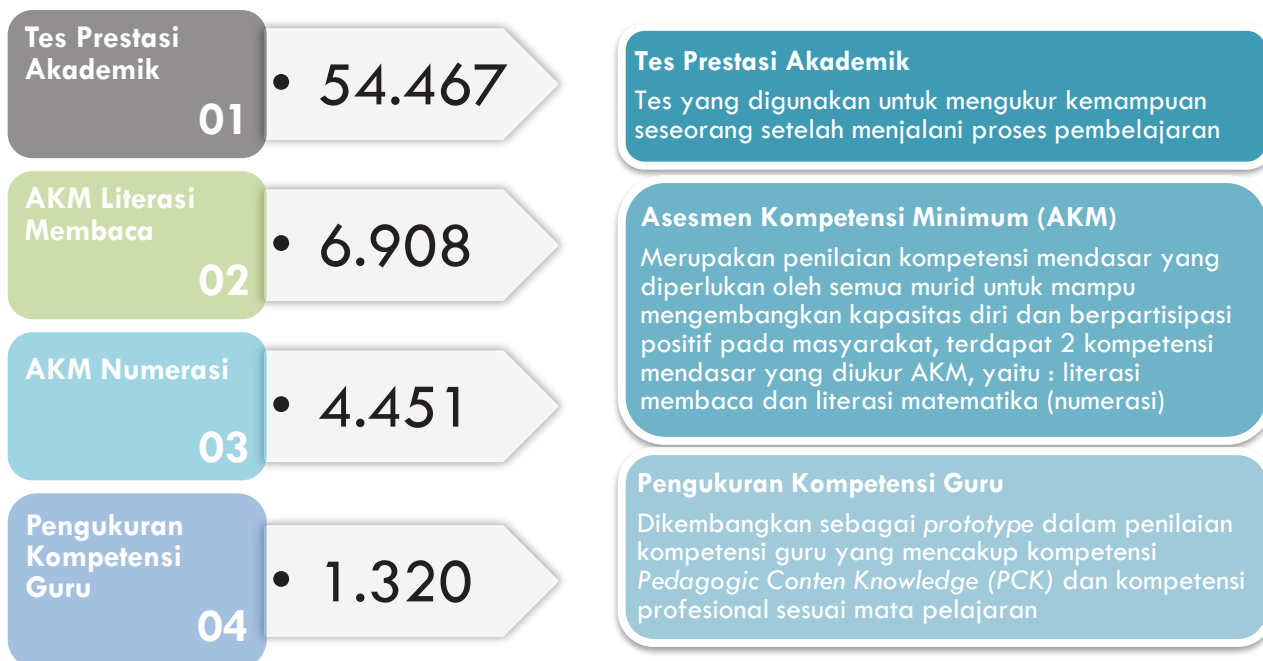 Tes Prestasi
Akademik
01
• 54.467
AKM Literasi
Membaca
02
• 6.908
AKM Numerasi
03
• 4.451
Pengukuran
Kompetensi
Guru
04
• 1.320
Tes Prestasi Akademik
Tes yang digunakan untuk mengukur kemampuan
seseorang setelah menjalani proses pembelajaran
Asesmen Kompetensi Minimum (AKM)
Merupakan penilaian kompetensi mendasar yang
diperlukan oleh semua murid untuk mampu
mengembangkan kapasitas diri dan berpartisipasi
positif pada masyarakat, terdapat 2 kompetensi
mendasar yang diukur AKM, yaitu : literasi
membaca dan literasi matematika (numerasi)
Pengukuran Kompetensi Guru
Dikembangkan sebagai prototype dalam penilaian
kompetensi guru yang mencakup kompetensi
Pedagogic Conten Knowledge (PCK) dan kompetensi
profesional sesuai mata pelajaran